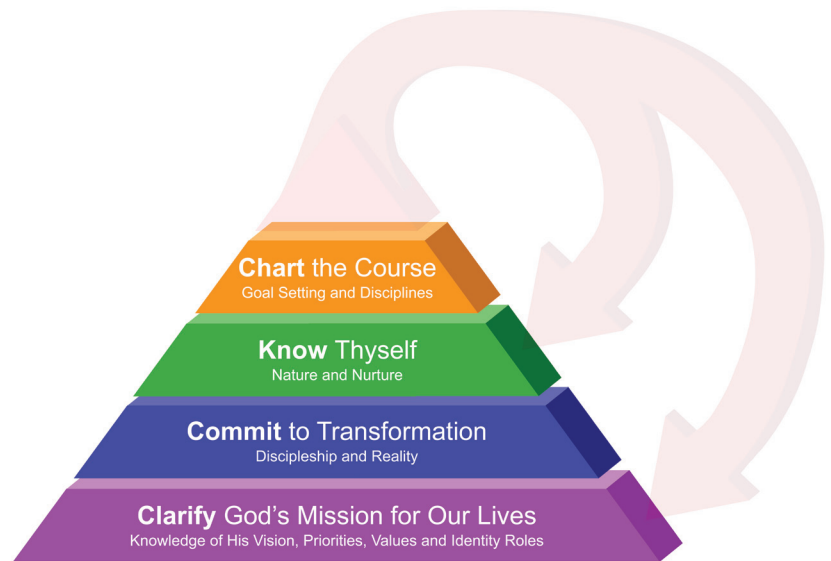 Chart the Course
Goal Setting and Disciplines
Know Thyself
Nature and Nurture
Commit to Transformation
Discipleship and Reality
Clarify God's Mission for Our Lives
Knowledge of His Vision, Priorities, Values and Identity Roles